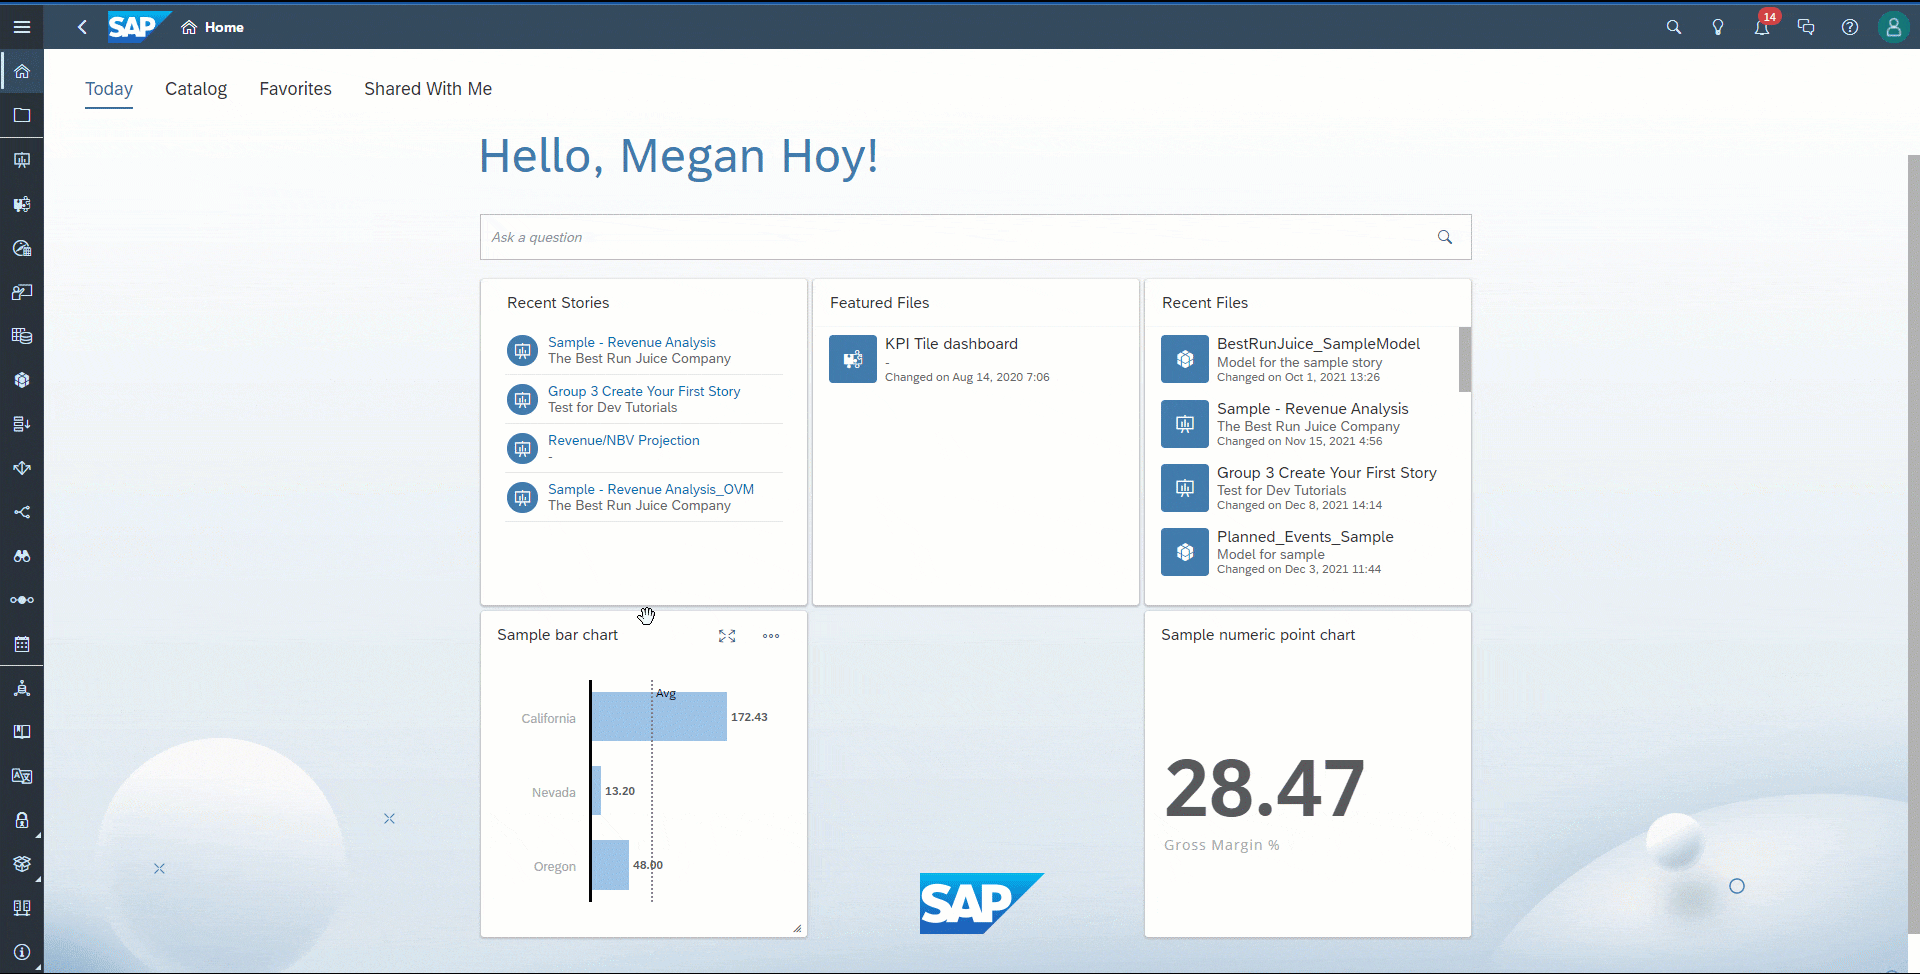 SAP
Home
14
Today
Catalog
Favorites
Shared With Me
Hello, Megan Hoy!
Ask a question
Recent Stories
Sample - Revenue Analysis
The Best Run Juice Company
Group 3 Create Your First Story
Test for Dev Tutorials
Revenue/NBV Projection
-
Sample - Revenue Analysis_OVM
The Best Run Juice Company
Featured Files
KPI Tile dashboard
-
Changed on Aug 14, 2020 7:06
Recent Files
BestRunJuice_SampleModel
Model for the sample story
Changed on Oct 1, 2021 13:26
Sample - Revenue Analysis
The Best Run Juice Company
Changed on Nov 15, 2021 4:56
Group 3 Create Your First Story
Test for Dev Tutorials
Changed on Dec 8, 2021 14:14
Planned_Events_Sample
Model for sample
Changed on Dec 3, 2021 11:44
Sample bar chart
Avg
California
172.43
Nevada
13.20
Oregon
48.00
SAP
Sample numeric point chart
28.47
Gross Margin %